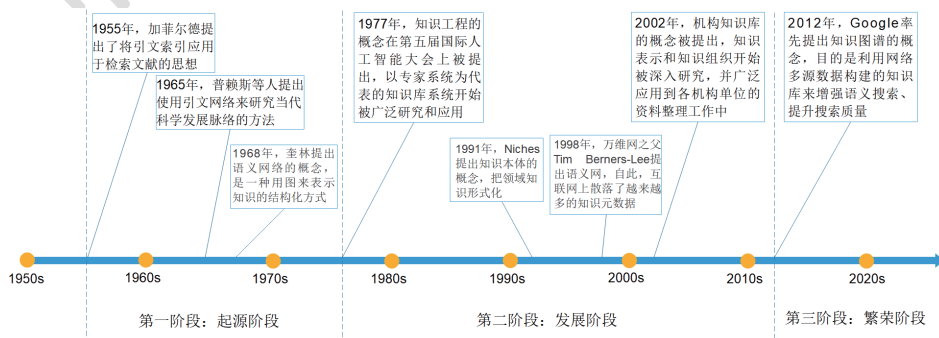 1955年，加菲尔德提
出了将引文索引应用
于检索文献的思想
1965年，普赖斯等人提出
使用引文网络来研究当代
科学发展脉络的方法
1968年，奎林提出
语义网络的概念，
是一种用图来表示
知识的结构化方式
1977年，知识工程的
概念在第五届国际人
工智能大会上被提
出，以专家系统为代
表的知识库系统开始
被广泛研究和应用
1991年，Niches
提出知识本体的
概念，把领域知
识形式化
1998年，万维网之父
Tim Berners-Lee提
出语义网，自此，互
联网上散落了越来越
多的知识元数据
2002年，机构知识库
的概念被提出，知识
表示和知识组织开始
被深入研究，并广泛
应用到各机构单位的
资料整理工作中
2012年，Google率
先提出知识图谱的概
念，目的是利用网络
多源数据构建的知识
库来增强语义搜索、
提升搜索质量
1950s
1960s
1970s
1980s
1990s
2000s
2010s
2020s
第一阶段：起源阶段
第二阶段：发展阶段
第三阶段：繁荣阶段